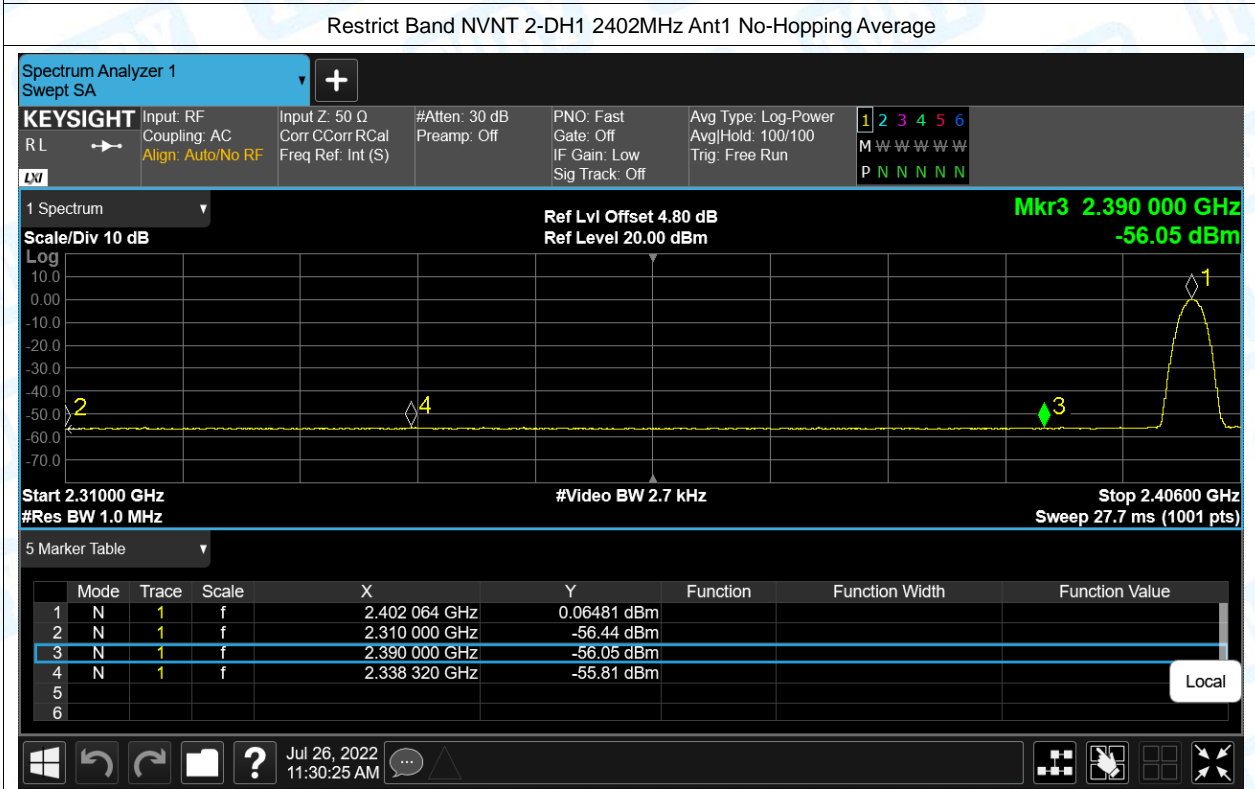 Restrict Band NVNT 2-DH1 2402MHz Ant1 No-Hopping Average
Spectrum Analyzer 1
Swept SA
KEYSIGHT Input: RF Input Z: 50 Ω #Atten: 30 dB PNO: Fast Avg Type: Log-Power 1 2 3 4 5 6
RL Coupling: AC Corr CCorr RCal Preamp: Off Gate: Off Avg|Hold: 100/100 M W W W W W
Align: Auto/No RF Freq Ref: Int (S) IF Gain: Low Trig: Free Run
LXI Sig Track: Off P N N N N N
1 Spectrum Ref Lvl Offset 4.80 dB Mkr3 2.390 000 GHz
Scale/Div 10 dB Ref Level 20.00 dBm -56.05 dBm
Log
10.0
1
0.00
-10.0
-20.0
-30.0
-40.0
2 4 3
-50.0
-60.0
-70.0
Start 2.31000 GHz #Video BW 2.7 kHz Stop 2.40600 GHz
#Res BW 1.0 MHz Sweep 27.7 ms (1001 pts)
5 Marker Table
Mode Trace Scale X Y Function Function Width Function Value
1 N 1 f 2.402 064 GHz 0.06481 dBm
2 N 1 f 2.310 000 GHz -56.44 dBm
3 N 1 f 2.390 000 GHz -56.05 dBm
4 N 1 f 2.338 320 GHz -55.81 dBm
5
6
Local
? Jul 26, 2022
11:30:25 AM